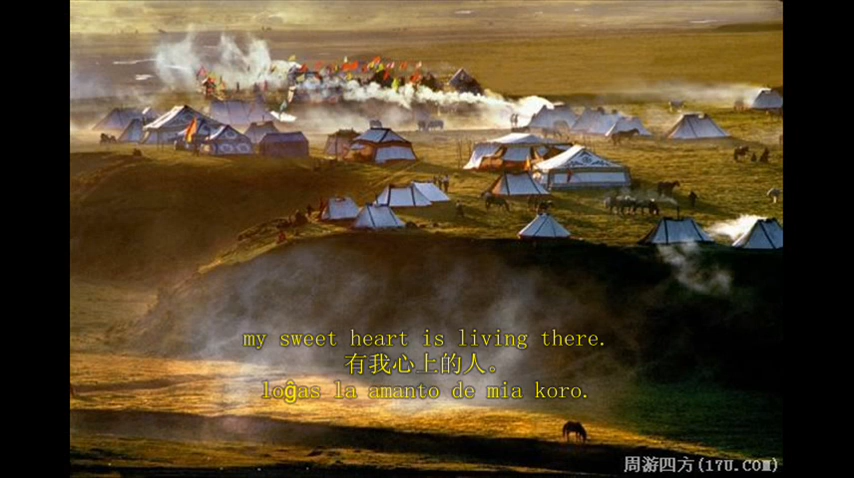 my sweet heart is living there.
有我心上的人。
loĝas la amanto de mia koro.
周游四方(17U.COM)